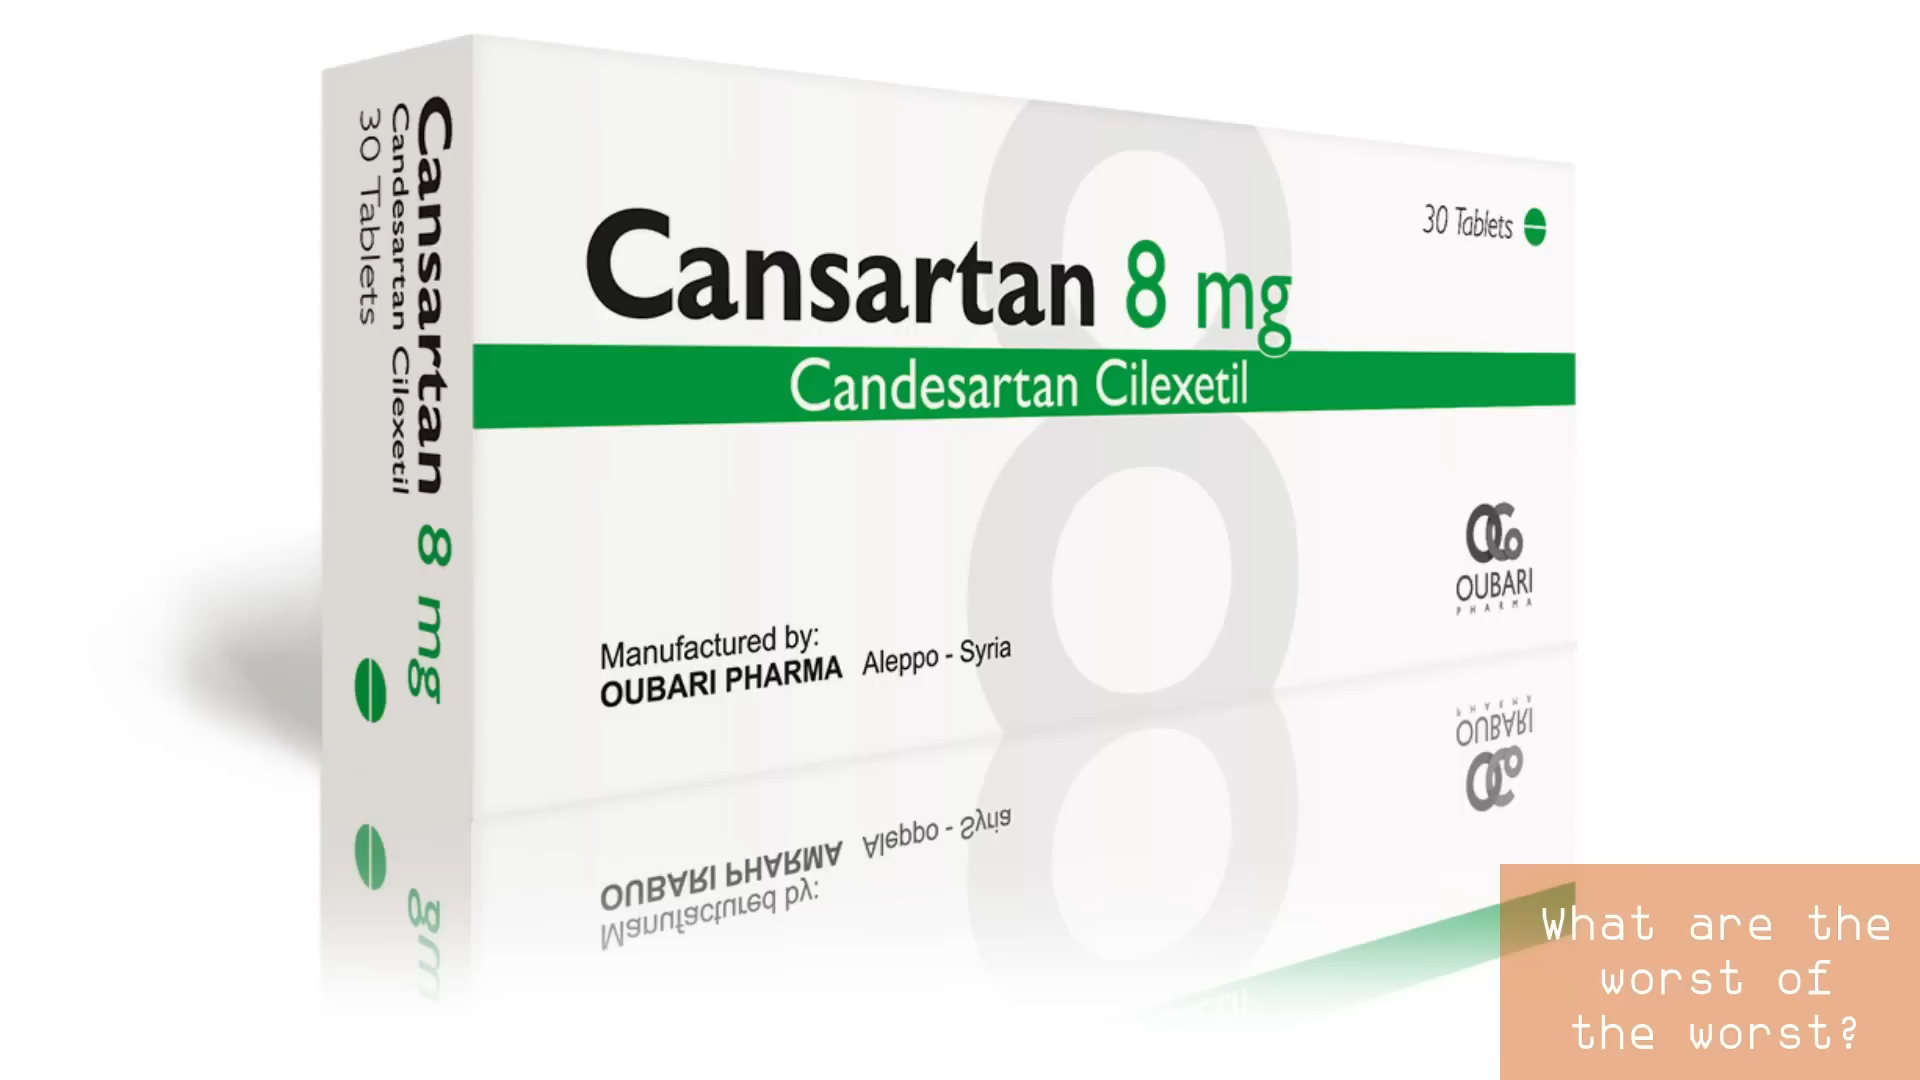 Cansartan 8 mg
Candesartan Cilexetil
30 Tablets
30 Tablets
Cansartan 8 mg
Candesartan Cilexetil
Manufactured by:
OUBARI PHARMA Aleppo - Syria
OUBARI
PHARMA
What are the
worst of
the worst?